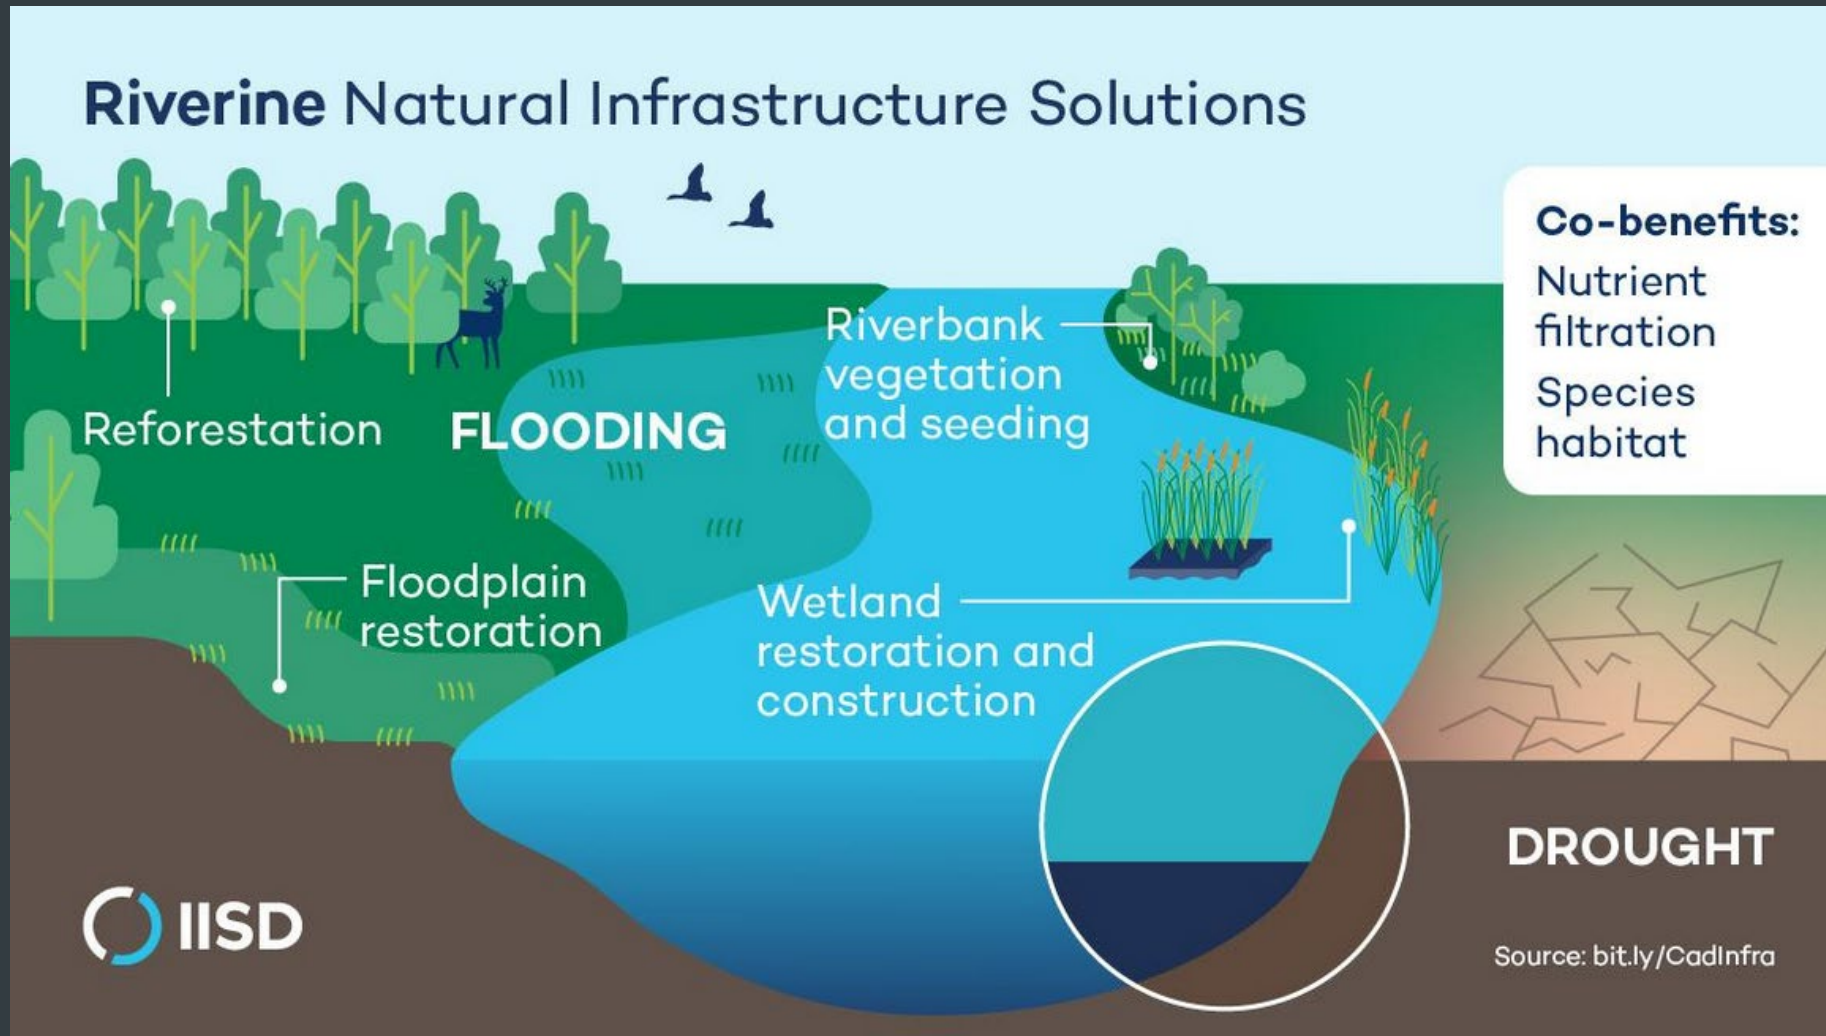 Riverine Natural Infrastructure Solutions
Co-benefits:
Nutrient
filtration
Species
habitat
Reforestation
FLOODING
Riverbank
vegetation
and seeding
Floodplain
restoration
Wetland
restoration and
construction
DROUGHT
IISD
Source: bit.ly/CadInfra